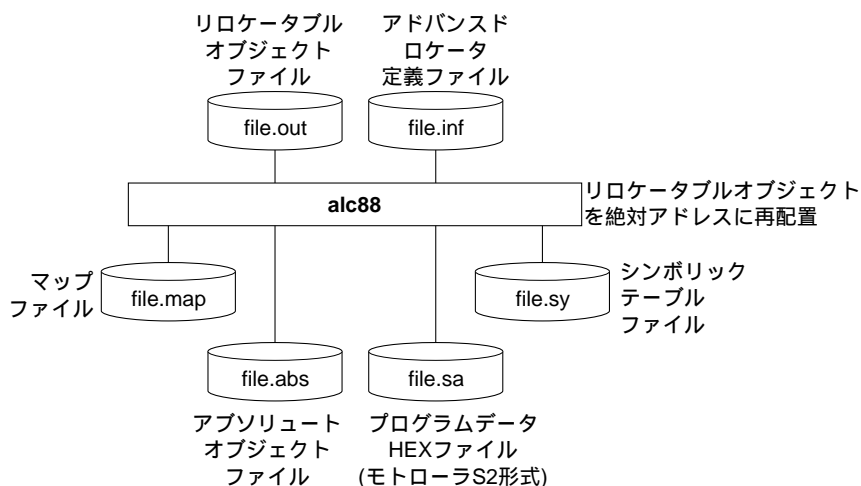 リロケータブル
オブジェクト
ファイル
アドバンスド
ロケータ
定義ファイル
file.out
file.inf
alc88
リロケータブルオブジェクト
を絶対アドレスに再配置
マップ
ファイル
file.map
file.sy
シンボリック
テーブル
ファイル
file.abs
file.sa
アブソリュート
オブジェクト
ファイル
プログラムデータ
HEXファイル
(モトローラS2形式)